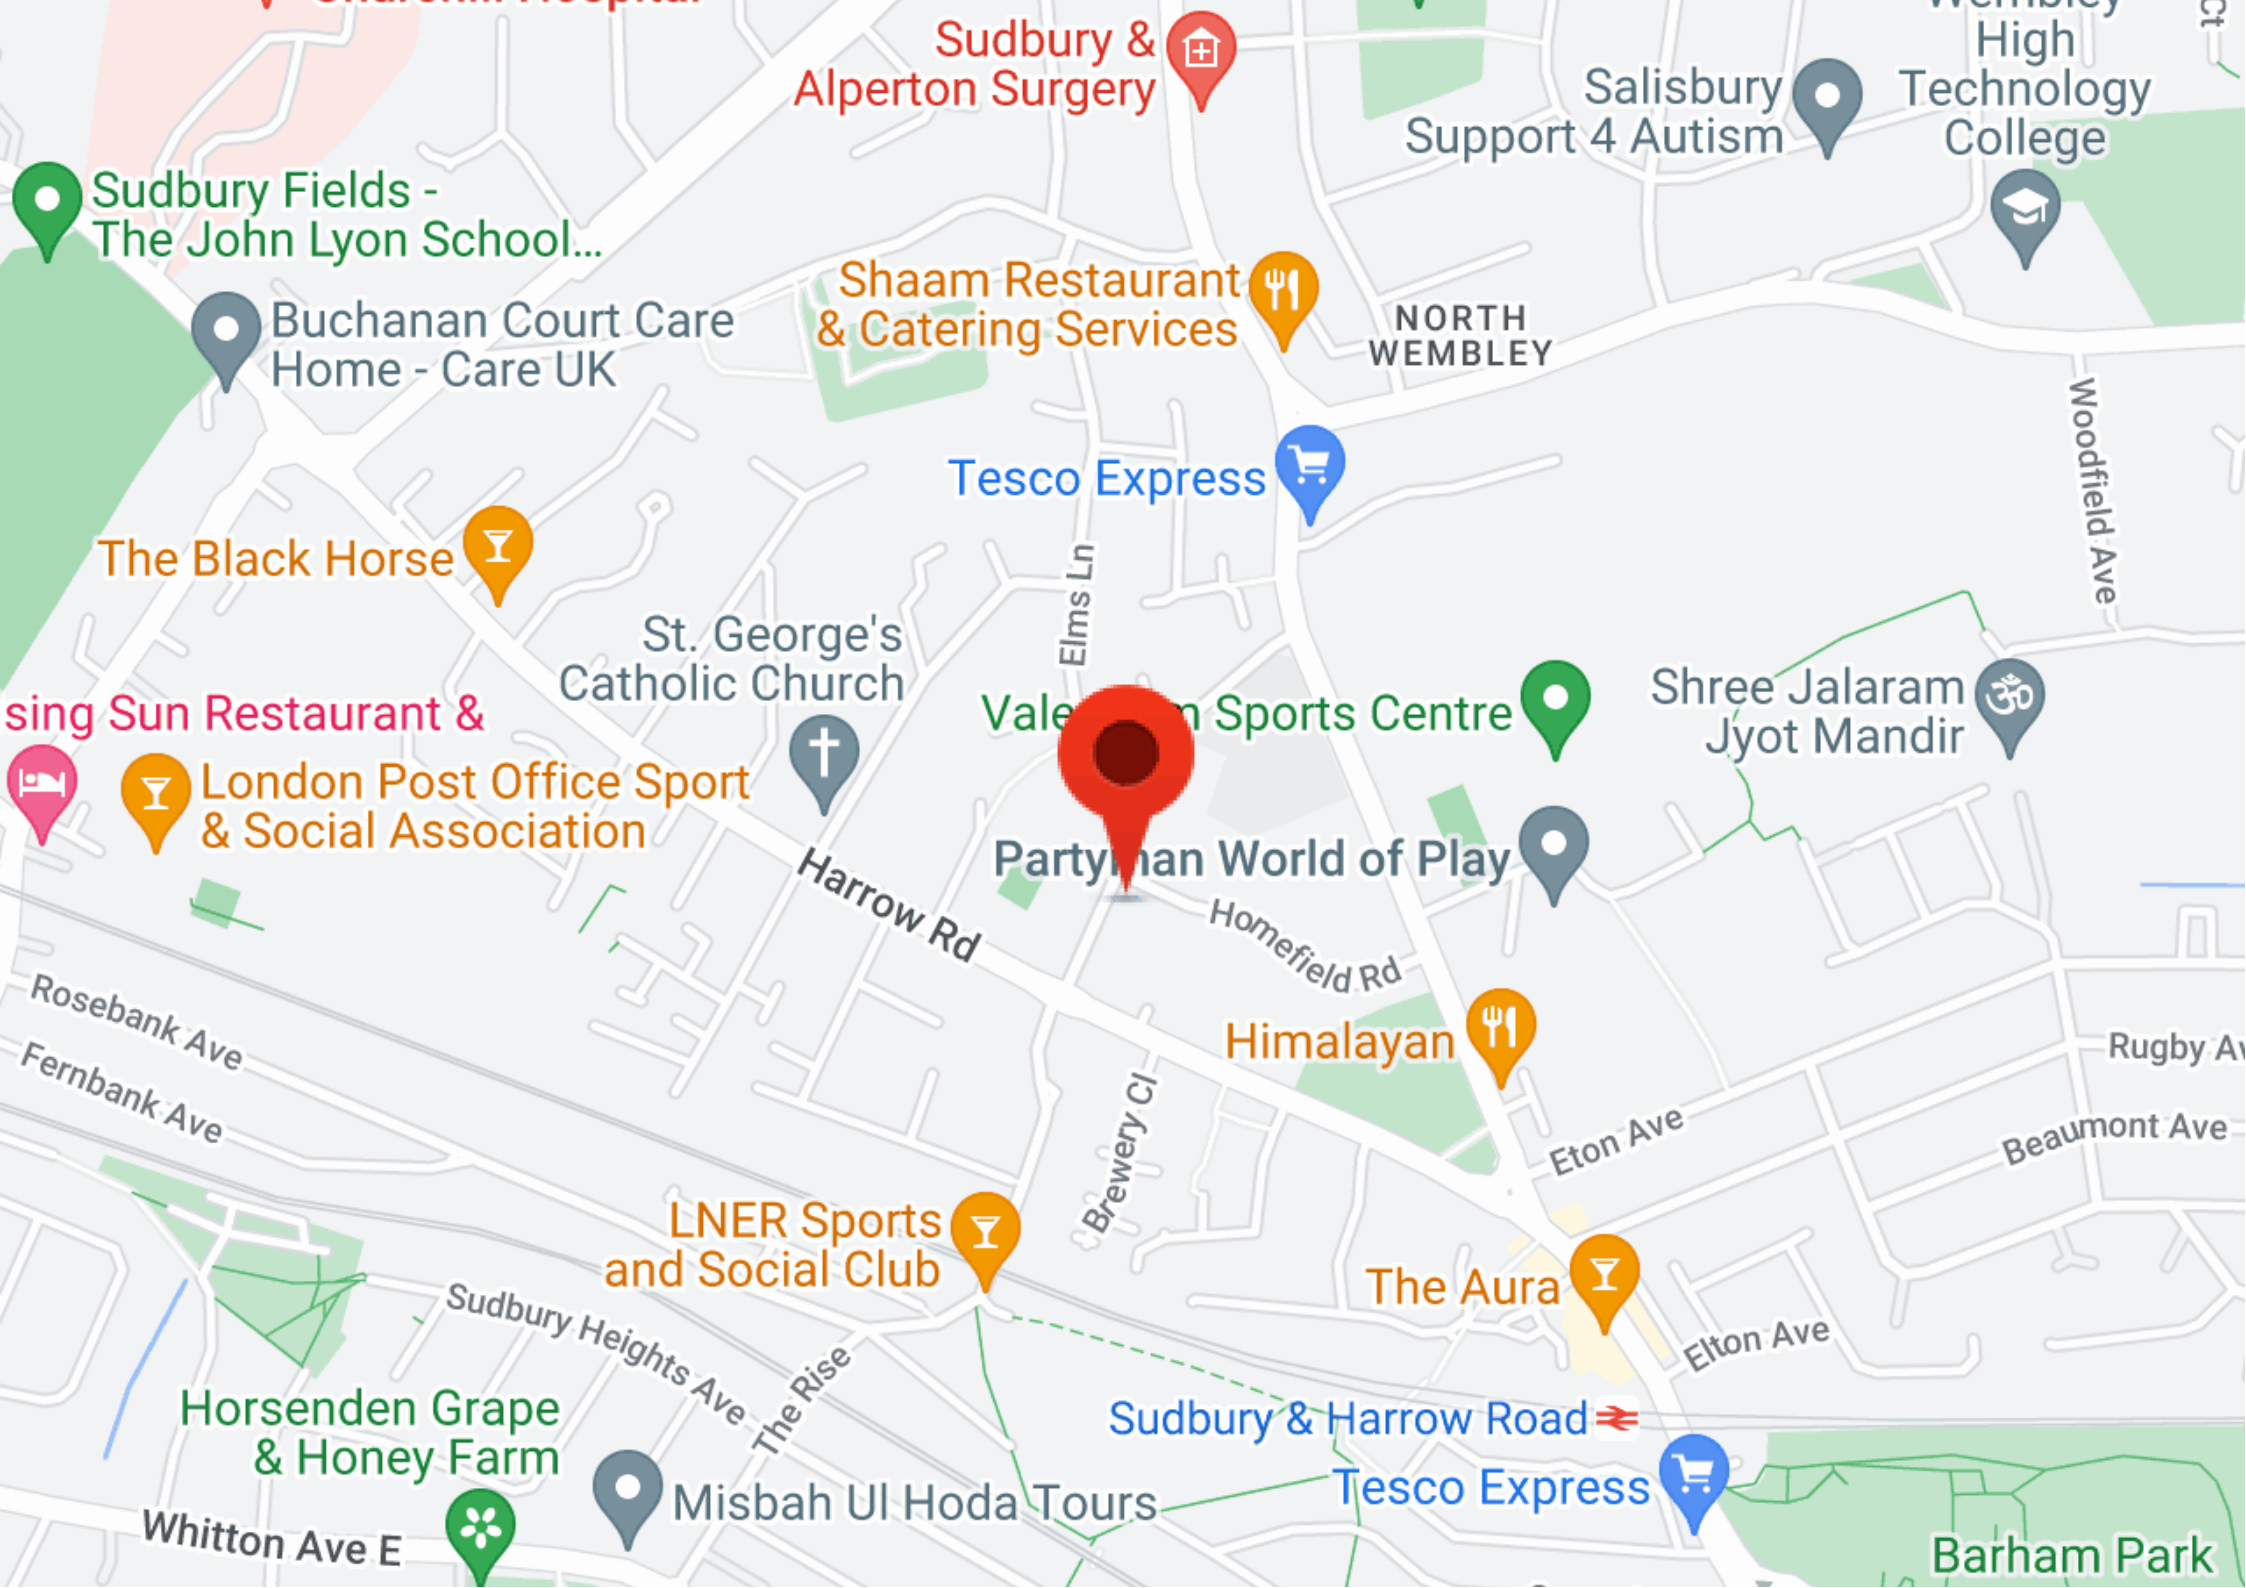 Churchill Hospital
Sudbury &
Alperton Surgery
Salisbury
Support 4 Autism
Wembley
High
Technology
College
Ct
Sudbury Fields -
The John Lyon School...
Buchanan Court Care
Home - Care UK
Shaam Restaurant
& Catering Services
NORTH
WEMBLEY
Woodfield Ave
Tesco Express
The Black Horse
Elms Ln
St. George's
Catholic Church
sing Sun Restaurant &
London Post Office Sport
& Social Association
Sports Centre
Shree Jalaram
Jyot Mandir
Partyman World of Play
Harrow Rd
Homefield Rd
Rosebank Ave
Fernbank Ave
Himalayan
Rugby Av
Brewery Cl
Eton Ave
Beaumont Ave
LNER Sports
and Social Club
The Aura
Elton Ave
Sudbury Heights Ave
The Rise
Horsenden Grape
& Honey Farm
Sudbury & Harrow Road
Tesco Express
Misbah Ul Hoda Tours
Whitton Ave E
Barham Park